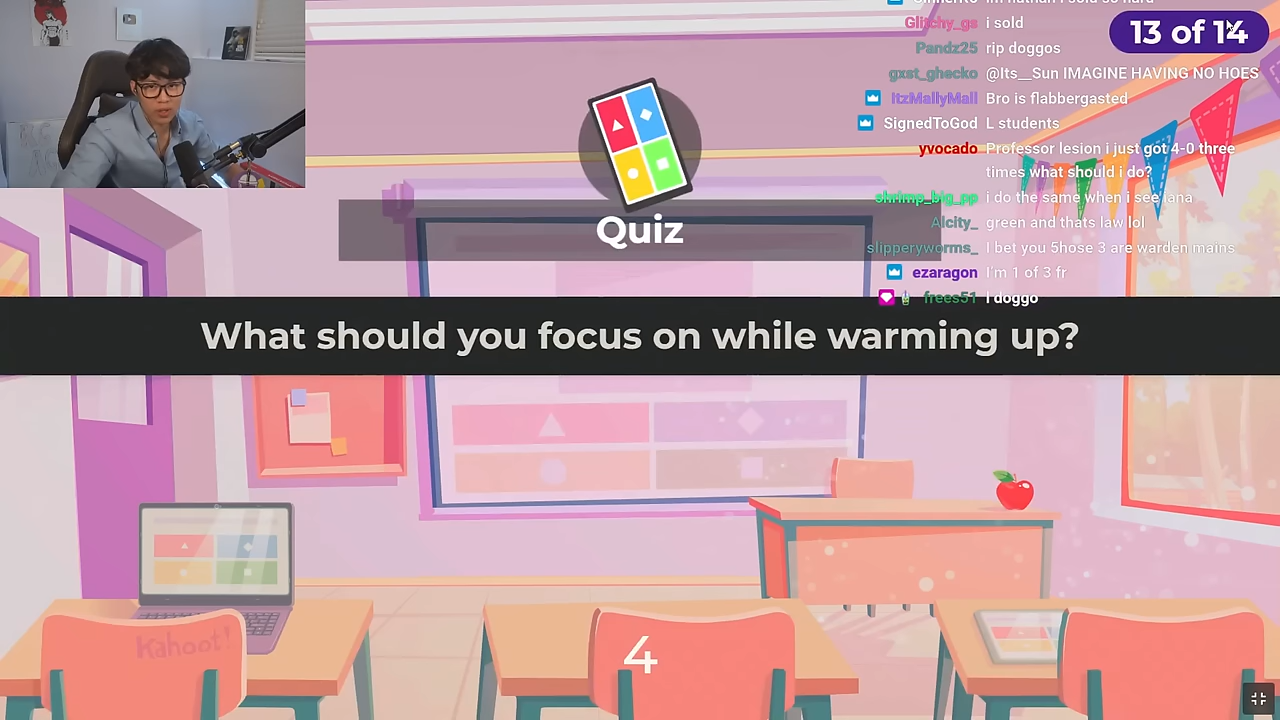 Glitchy_gs i sold
13 of 14
Pandz25 rip doggos
gxst_ghecko @Its__Sun IMAGINE HAVING NO HOES
ItzMallyMall Bro is flabbergasted
SignedToGod L students
yvocado Professor lesion i just got 4-0 three
times what should i do?
shrimp_big_pp i do the same when i see iana
Alcity_ green and thats law lol
slipperyworms_ I bet you 5hose 3 are warden mains
ezaragon I'm 1 of 3 fr
frees51 l doggo
Quiz
What should you focus on while warming up?
Kahoot!
4